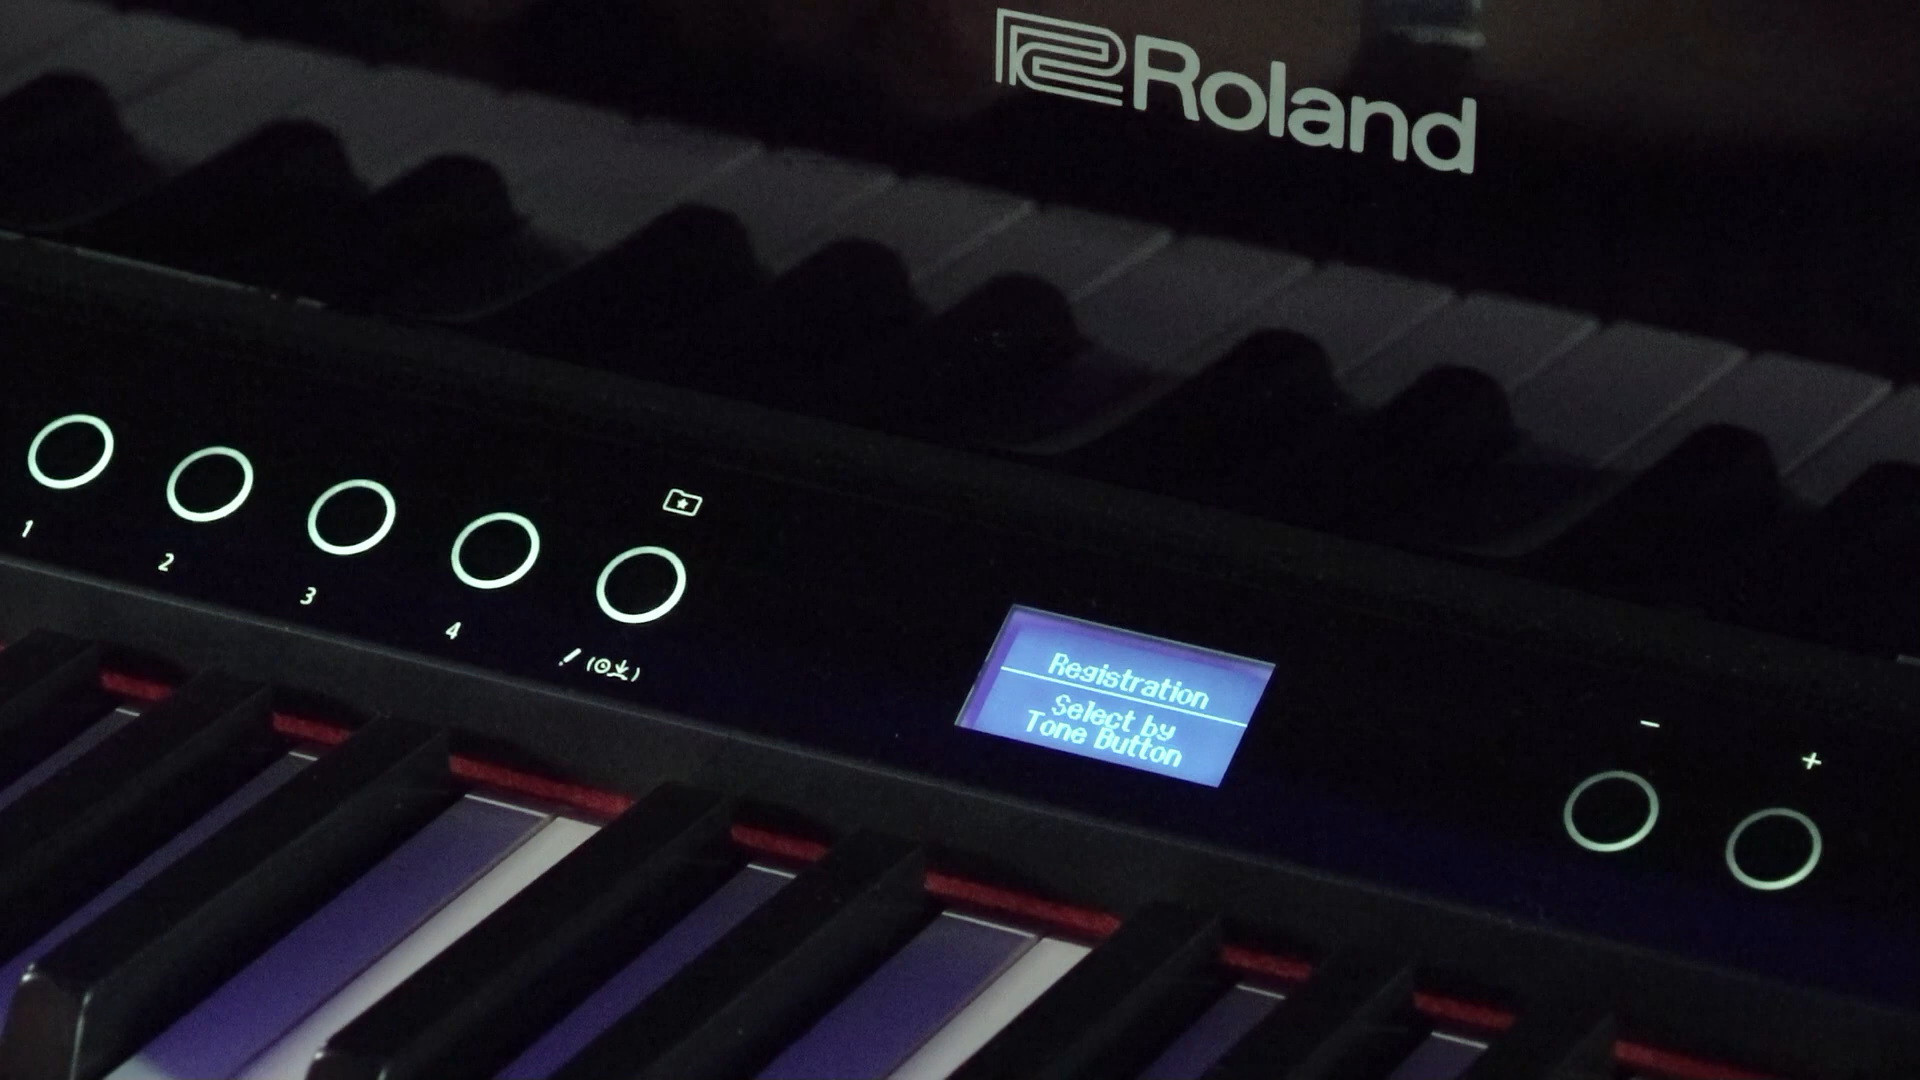 Roland
1
2
3
4
Registration
Select by
Tone Button
-
+